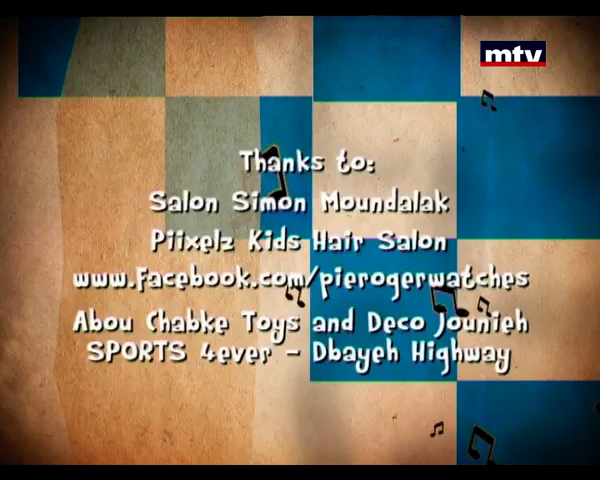 mtv
Thanks to:
Salon Simon Moundalak
Piixelz Kids Hair Salon
www.facebook.com/pierogerwatches
Abou Chabke Toys and Deco Jounieh
SPORTS 4ever - Dbayeh Highway